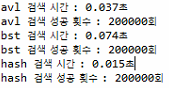 avl 검색 시간 : 0.037초
avl 검색 성공 횟수 : 200000회
bst 검색 시간 : 0.074초
bst 검색 성공 횟수 : 200000회
hash 검색 시간 : 0.015초
hash 검색 성공 횟수 : 200000회